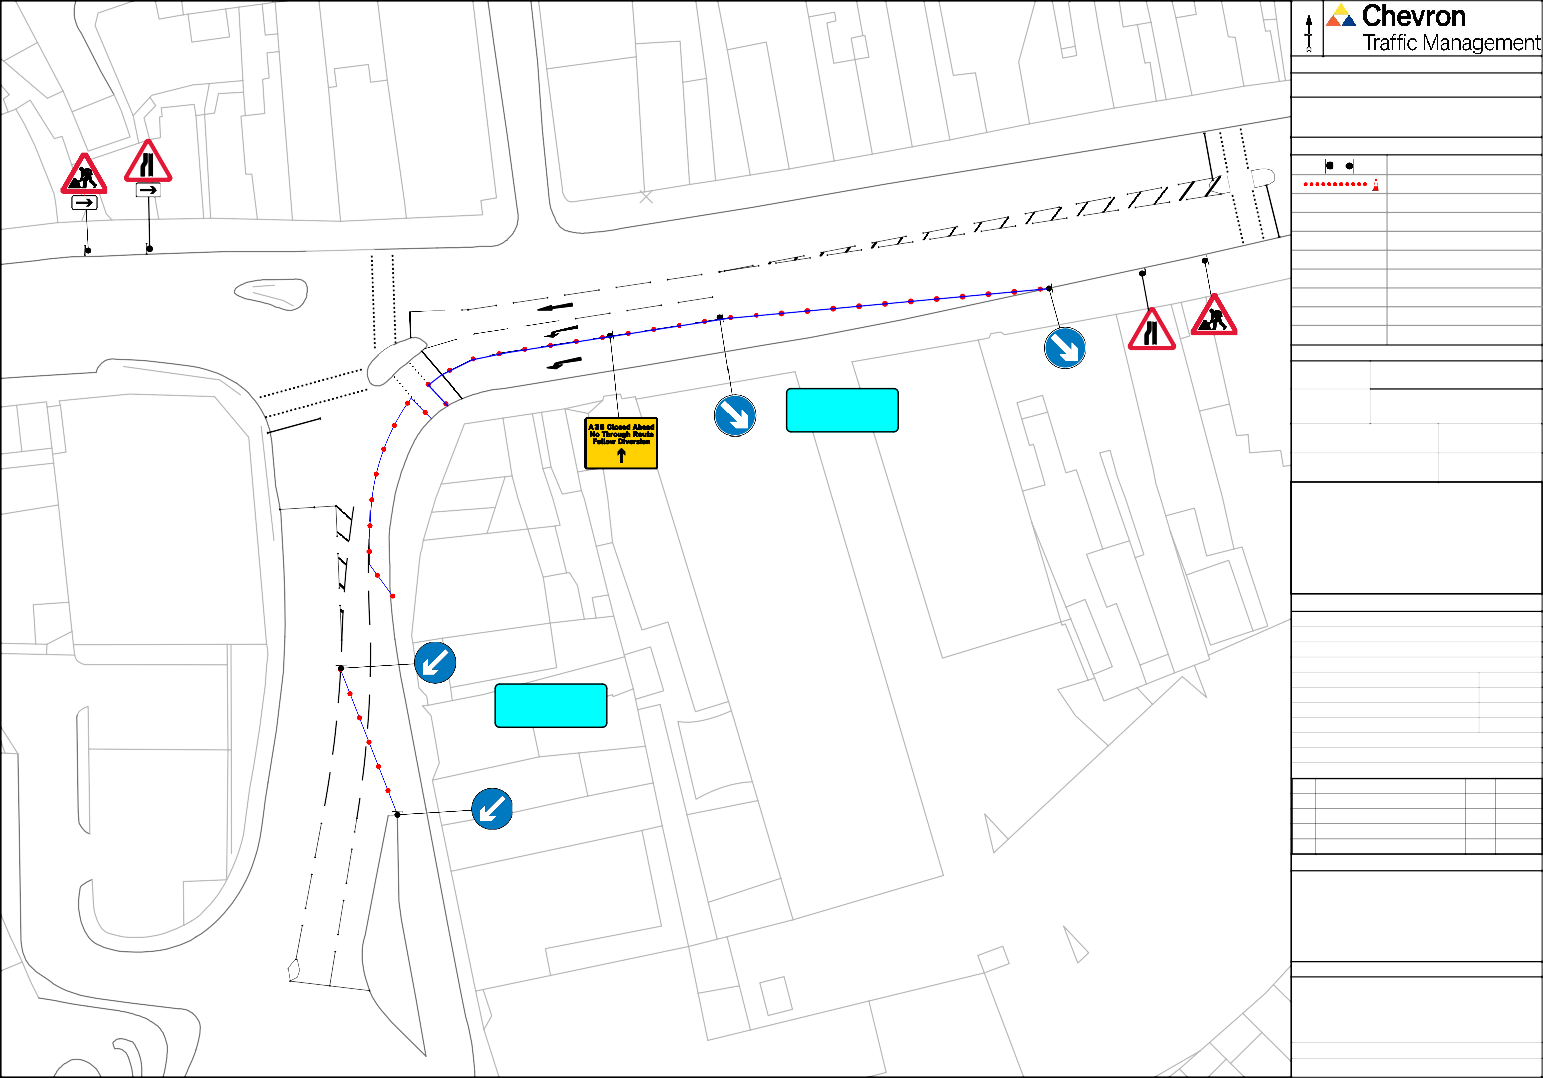 Chevron
Traffic Management
A38 Closed Ahead
No Through Route
Follow Diversion